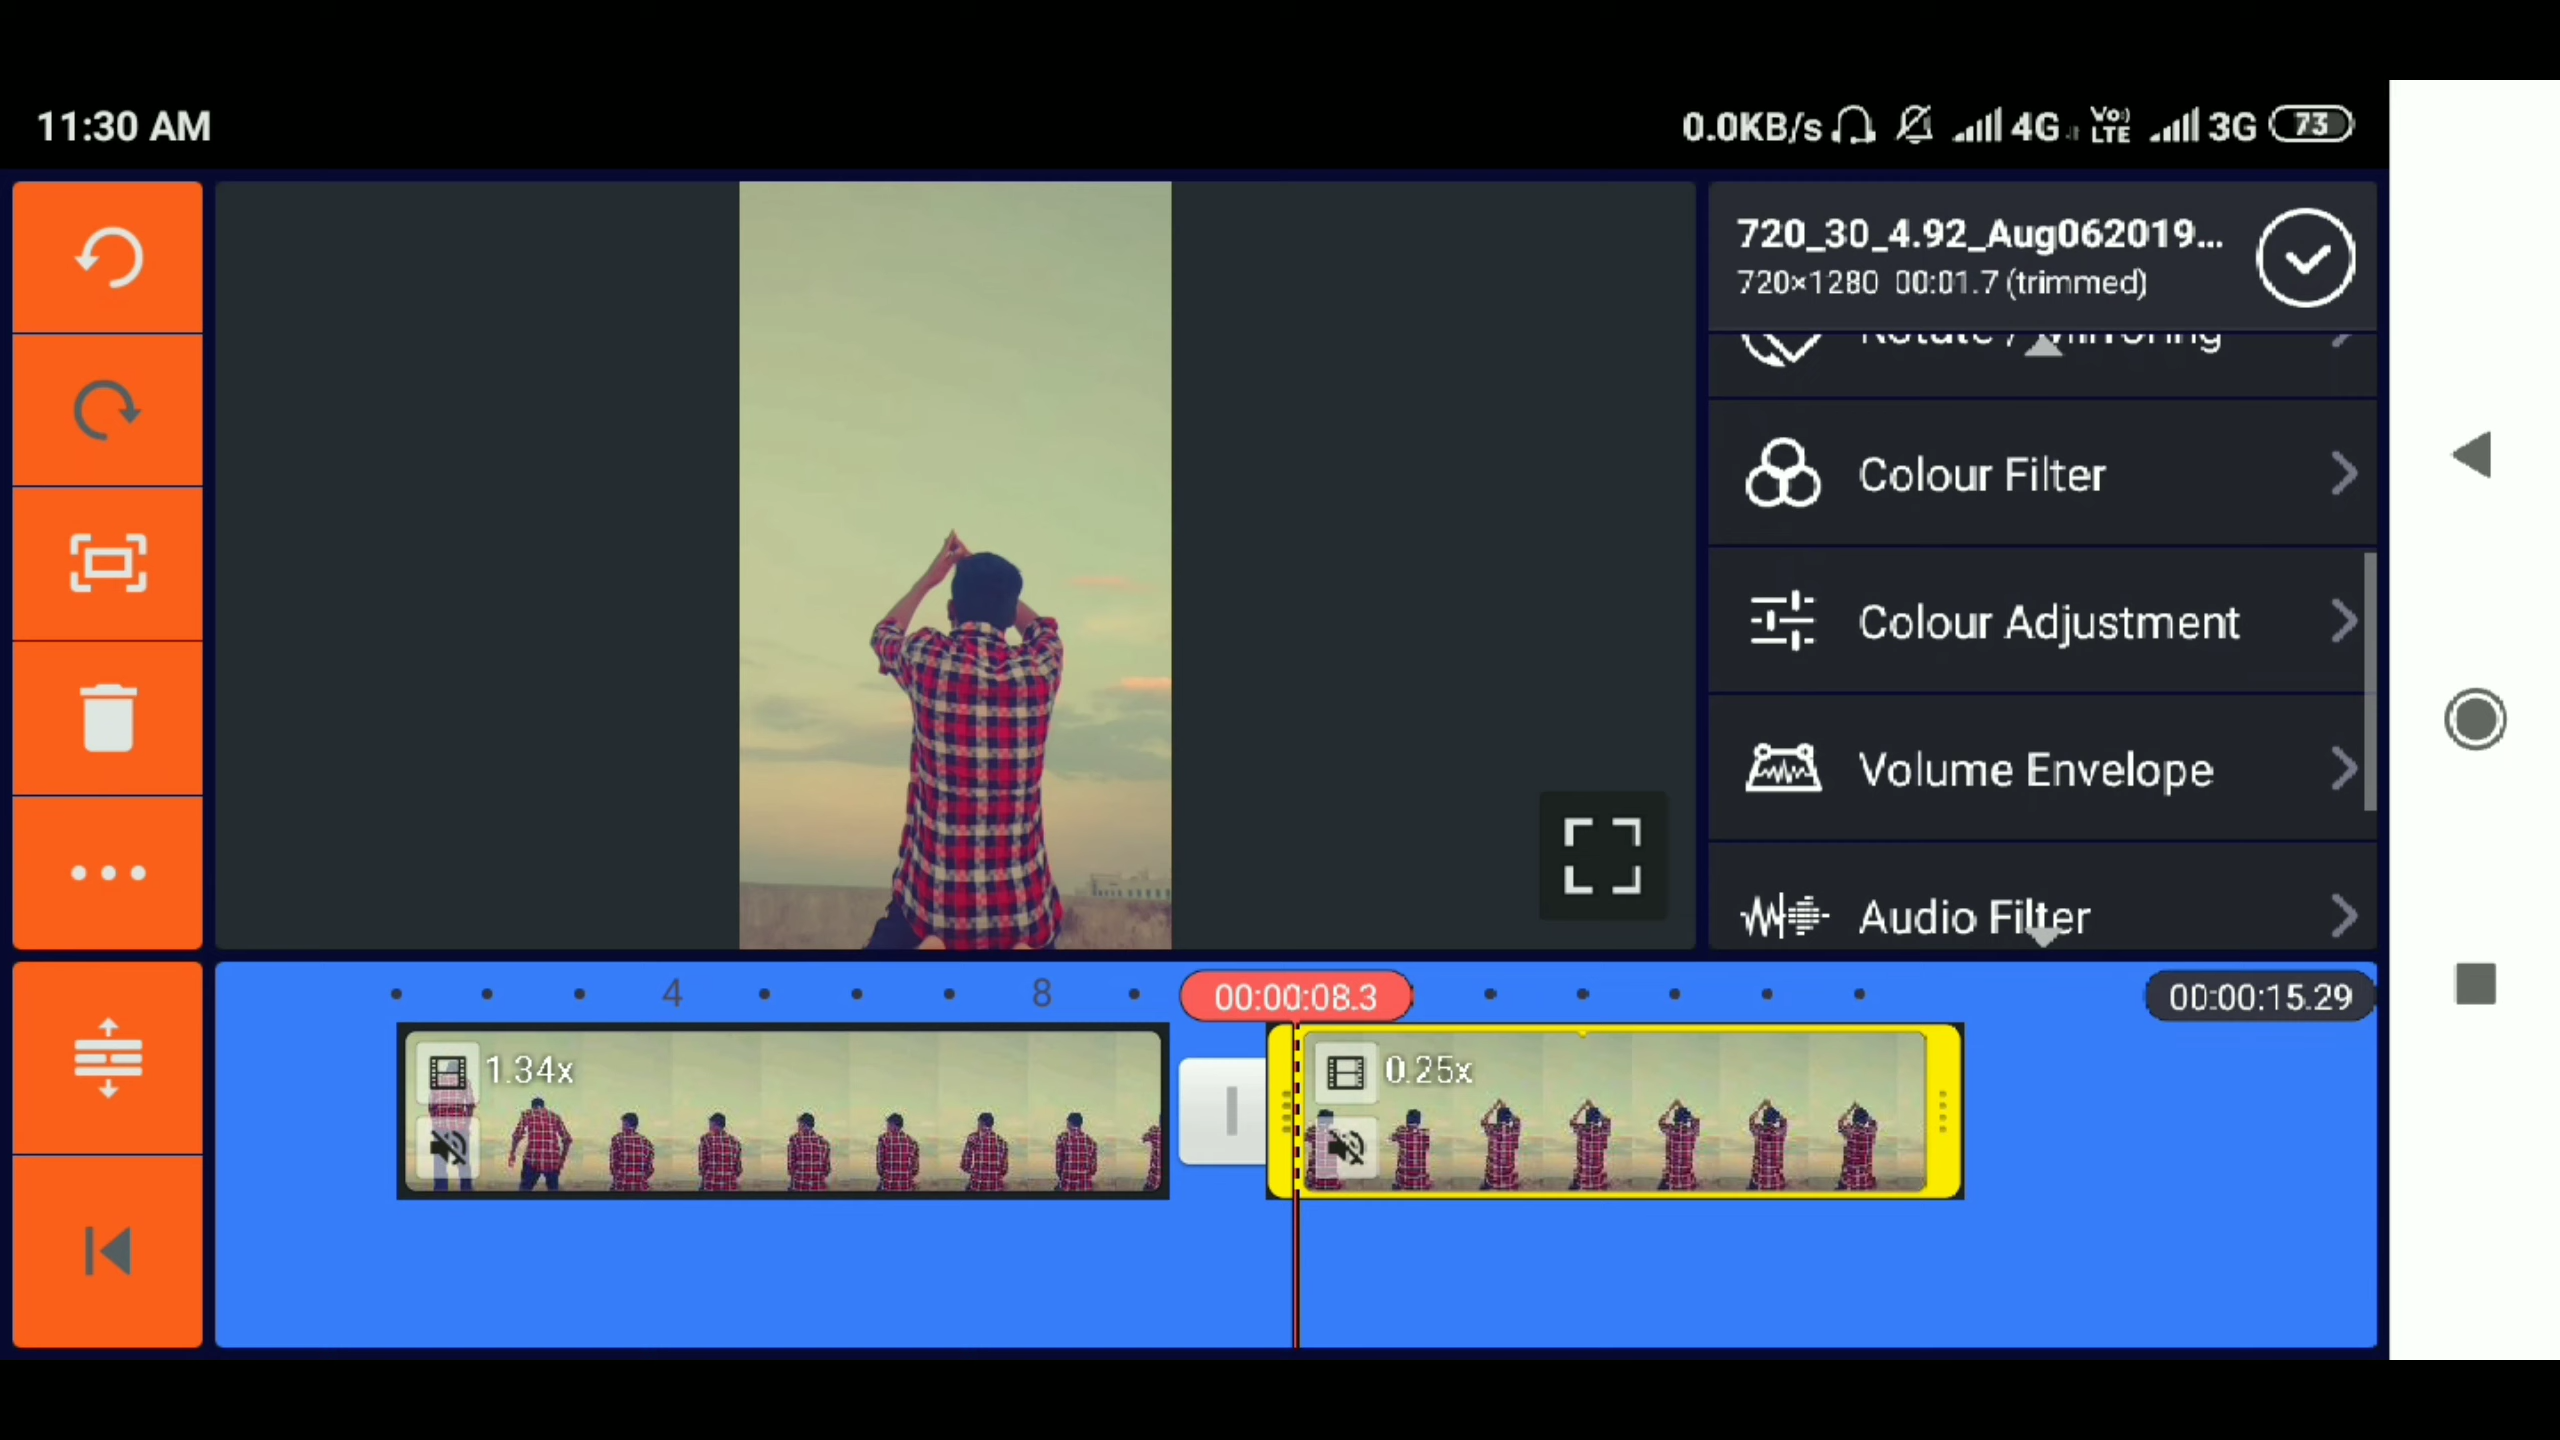 11:30 AM
0.0KB/s 4G Vo) LTE 3G 73
720_30_4.92_Aug062019...
720×1280 00:01.7 (trimmed)
Rotate / Mirroring
Colour Filter
Colour Adjustment
Volume Envelope
Audio Filter
4
8
00:00:08.3
00:00:15.29
1.34x
0.25x